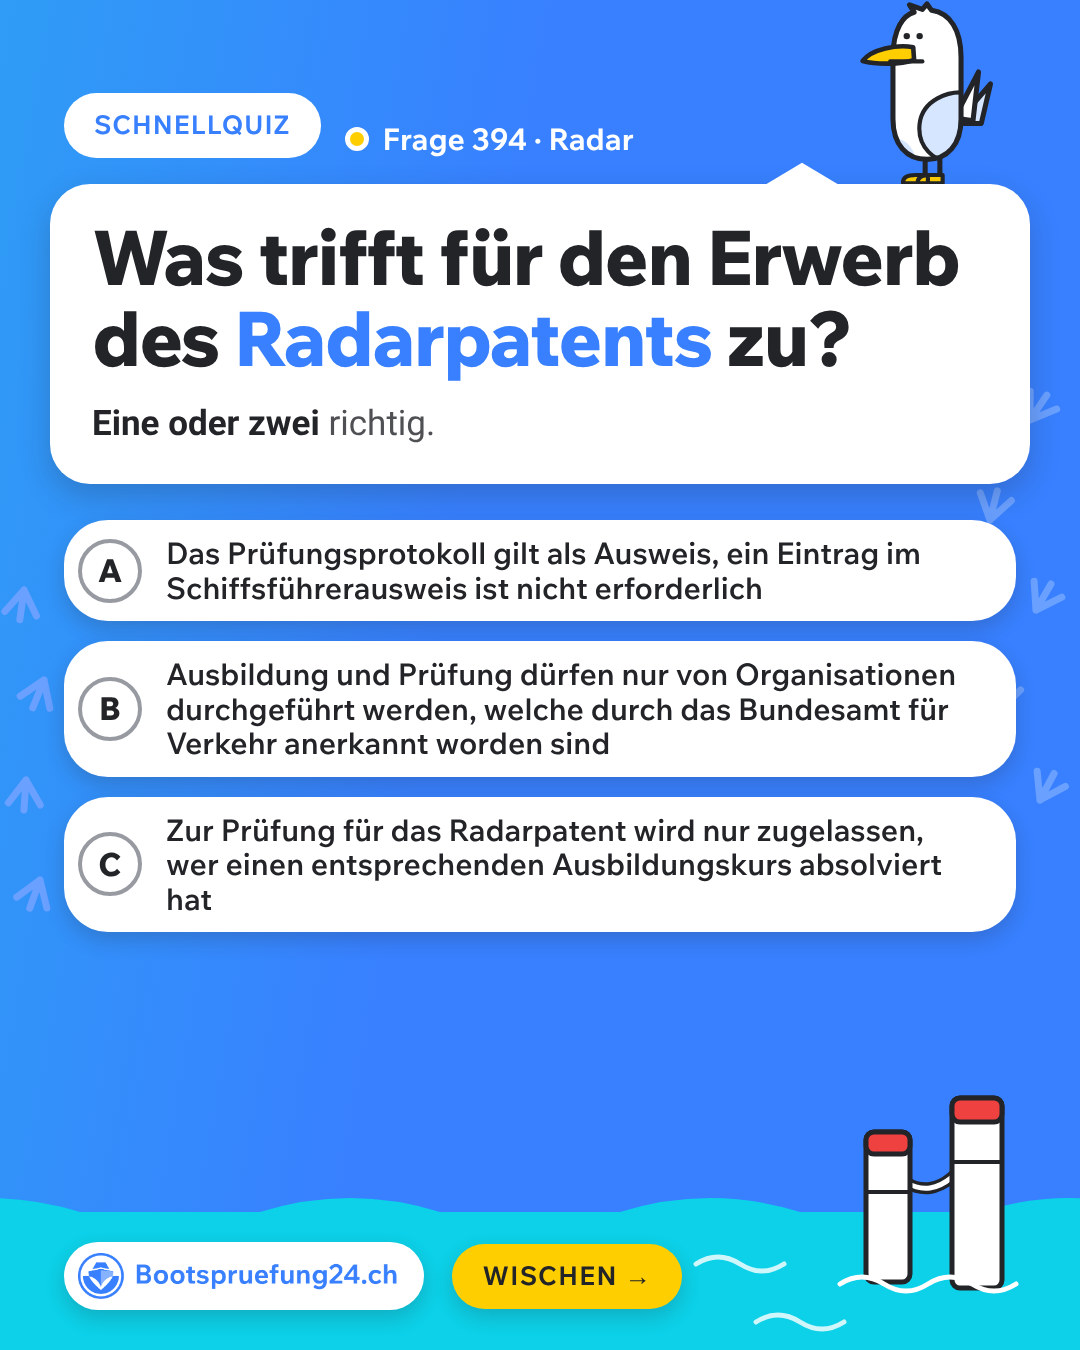 SCHNELLQUIZ
Frage 394 · Radar
Was trifft für den Erwerb
des Radarpatents zu?
Eine oder zwei richtig.
A
Das Prüfungsprotokoll gilt als Ausweis, ein Eintrag im
Schiffsführerausweis ist nicht erforderlich
B
Ausbildung und Prüfung dürfen nur von Organisationen
durchgeführt werden, welche durch das Bundesamt für
Verkehr anerkannt worden sind
C
Zur Prüfung für das Radarpatent wird nur zugelassen,
wer einen entsprechenden Ausbildungskurs absolviert
hat
Bootspruefung24.ch
WISCHEN →